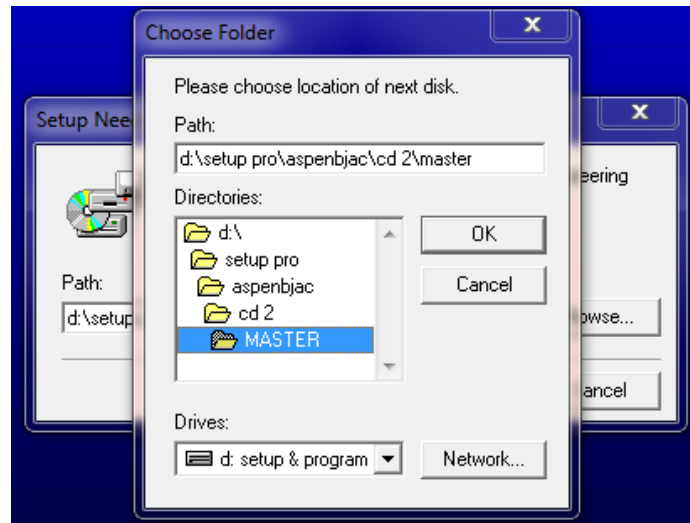 Choose Folder
x
Please choose location of next disk.
Path:
d:\setup pro\aspenbjac\cd 2\master
Directories:
d:\
setup pro
aspenbjac
cd 2
MASTER
OK
Cancel
Drives:
d: setup & program
Network...
Setup Nee
x
eering
Path:
d:\setup
owse...
ancel